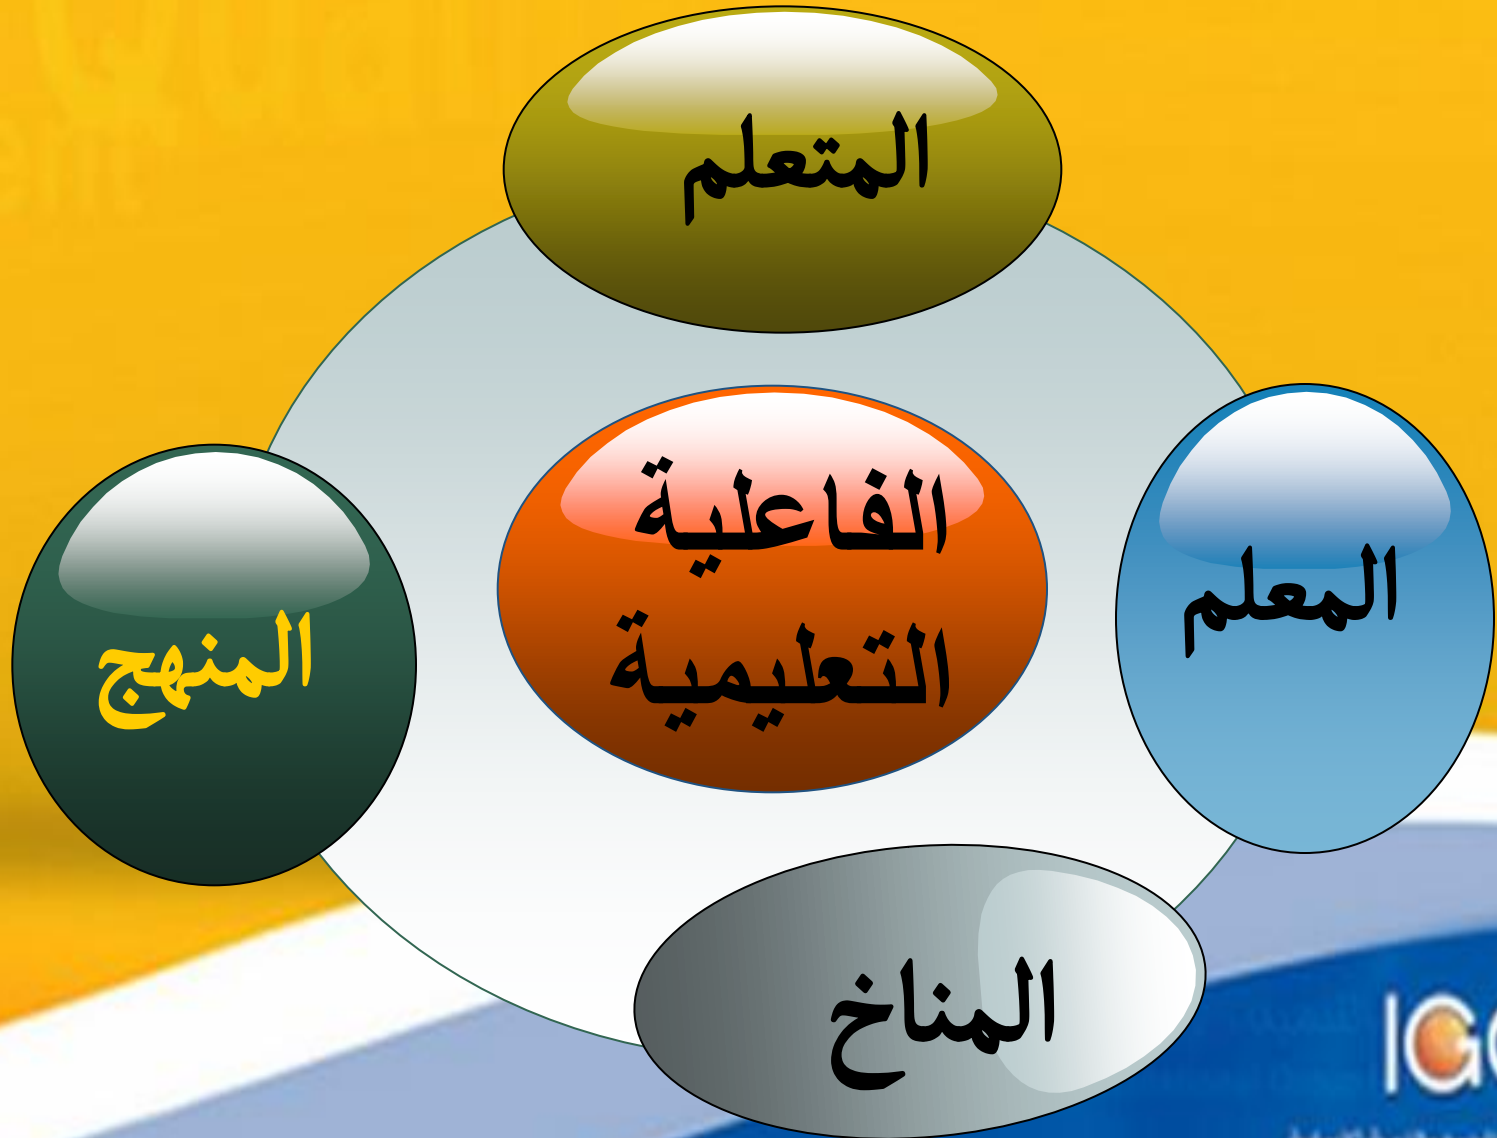 المتعلم
الفاعلية
التعليمية
المعلم
المنهج
المناخ